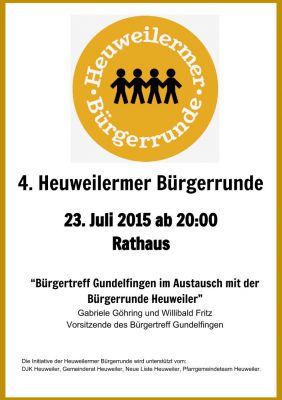 Heuweilermer
Bürgerrunde
4. Heuweilermer Bürgerrunde
23. Juli 2015 ab 20:00
Rathaus
“Bürgertreff Gundelfingen im Austausch mit der
Bürgerrunde Heuweiler”
Gabriele Göhring und Willibald Fritz
Vorsitzende des Bürgertreff Gundelfingen
Die Initiative der Heuweilermer Bürgerrunde wird unterstützt vom:
DJK Heuweiler, Gemeinderat Heuweiler, Neue Liste Heuweiler, Pfarrgemeindeteam Heuweiler.